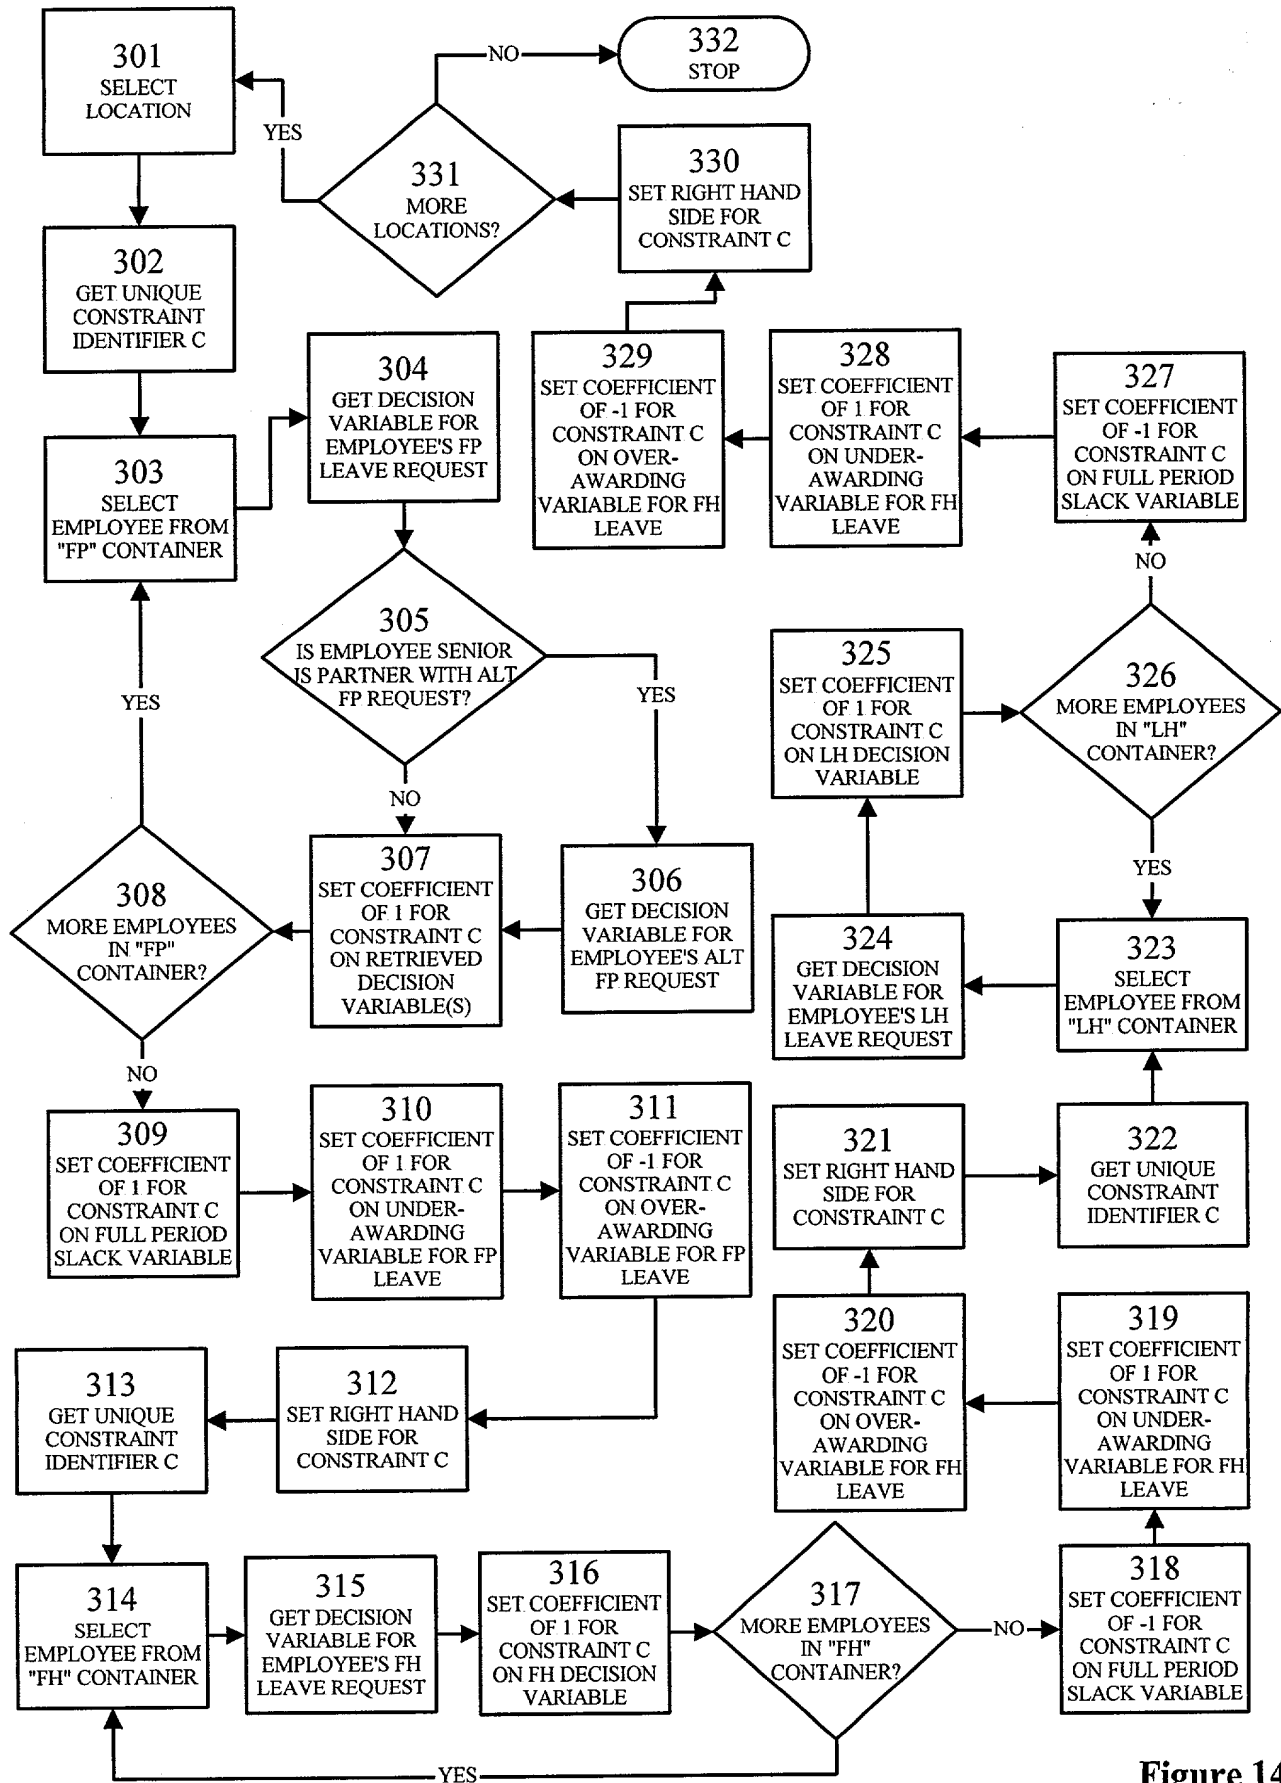 301
SELECT
LOCATION
YES
NO
332
STOP
331
MORE
LOCATIONS?
330
SET RIGHT HAND
SIDE FOR
CONSTRAINT C
302
GET UNIQUE
CONSTRAINT
IDENTIFIER C
303
SELECT
EMPLOYEE FROM
"FP" CONTAINER
304
GET DECISION
VARIABLE FOR
EMPLOYEE'S FP
LEAVE REQUEST
329
SET COEFFICIENT
OF -1 FOR
CONSTRAINT C
ON OVER-
AWARDING
VARIABLE FOR FH
LEAVE
328
SET COEFFICIENT
OF 1 FOR
CONSTRAINT C
ON UNDER-
AWARDING
VARIABLE FOR FH
LEAVE
327
SET COEFFICIENT
OF -1 FOR
CONSTRAINT C
ON FULL PERIOD
SLACK VARIABLE
NO
305
IS EMPLOYEE SENIOR
JS PARTNER WITH ALT
FP REQUEST?
YES
NO
YES
325
SET COEFFICIENT
OF 1 FOR
CONSTRAINT C
ON LH DECISION
VARIABLE
326
MORE EMPLOYEES
IN "LH"
CONTAINER?
YES
308
MORE EMPLOYEES
IN "FP"
CONTAINER?
307
SET COEFFICIENT
OF 1 FOR
CONSTRAINT C
ON RETRIEVED
DECISION
VARIABLE(S)
306
GET DECISION
VARIABLE FOR
EMPLOYEE'S ALT
FP REQUEST
324
GET DECISION
VARIABLE FOR
EMPLOYEE'S LH
LEAVE REQUEST
323
SELECT
EMPLOYEE FROM
"LH" CONTAINER
NO
309
SET COEFFICIENT
OF 1 FOR
CONSTRAINT C
ON FULL PERIOD
SLACK VARIABLE
310
SET COEFFICIENT
OF 1 FOR
CONSTRAINT C
ON UNDER-
AWARDING
VARIABLE FOR FP
LEAVE
311
SET COEFFICIENT
OF -1 FOR
CONSTRAINT C
ON OVER-
AWARDING
VARIABLE FOR FP
LEAVE
321
SET RIGHT HAND
SIDE FOR
CONSTRAINT C
322
GET UNIQUE
CONSTRAINT
IDENTIFIER C
313
GET UNIQUE
CONSTRAINT
IDENTIFIER C
312
SET RIGHT HAND
SIDE FOR
CONSTRAINT C
320
SET COEFFICIENT
OF -1 FOR
CONSTRAINT C
ON OVER-
AWARDING
VARIABLE FOR FH
LEAVE
319
SET COEFFICIENT
OF 1 FOR
CONSTRAINT C
ON UNDER-
AWARDING
VARIABLE FOR FH
LEAVE
314
SELECT
EMPLOYEE FROM
"FH" CONTAINER
315
GET DECISION
VARIABLE FOR
EMPLOYEE'S FH
LEAVE REQUEST
316
SET COEFFICIENT
OF 1 FOR
CONSTRAINT C
ON FH DECISION
VARIABLE
317
MORE EMPLOYEES
IN "FH"
CONTAINER?
NO
318
SET COEFFICIENT
OF -1 FOR
CONSTRAINT C
ON FULL PERIOD
SLACK VARIABLE
YES
Figure 14